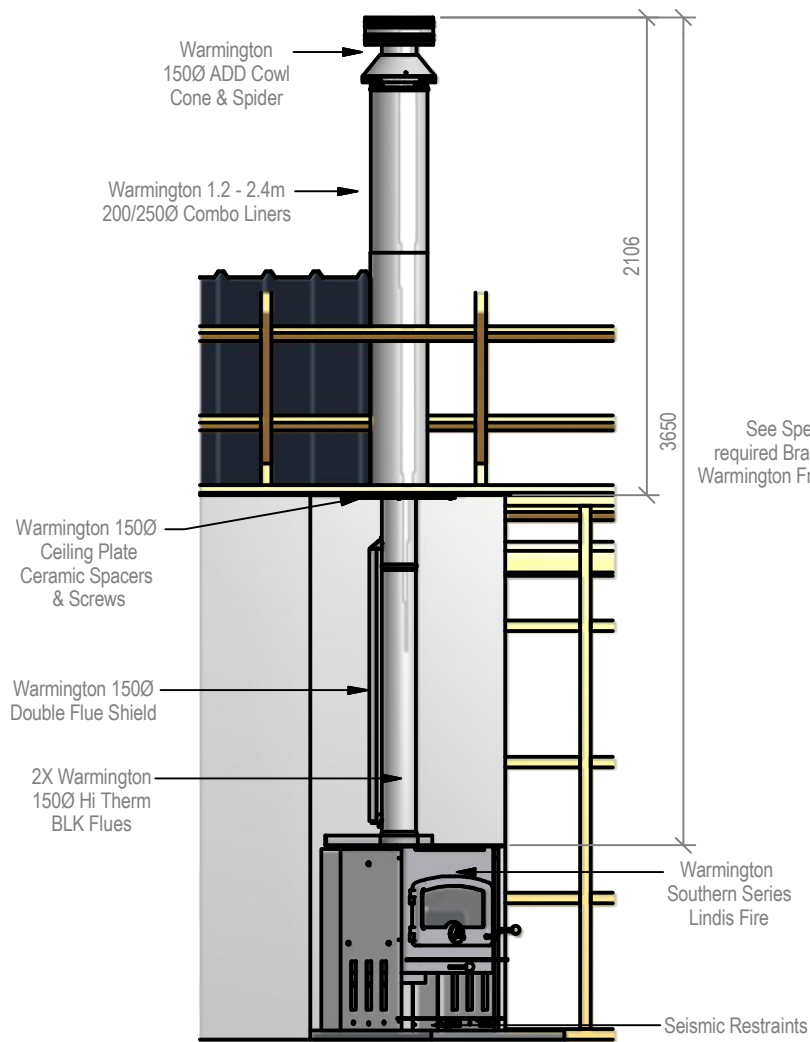 Warmington
150Ø ADD Cowl
Cone & Spider
Warmington 1.2 - 2.4m
200/250Ø Combo Liners
2106
3650
See Spe
required Bra
Warmington Fr
Warmington 150Ø
Ceiling Plate
Ceramic Spacers
& Screws
Warmington 150Ø
Double Flue Shield
2X Warmington
150Ø Hi Therm
BLK Flues
Warmington
Southern Series
Lindis Fire
Seismic Restraints